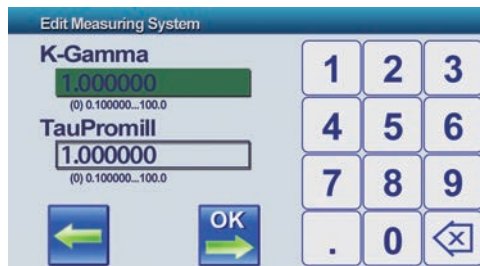 Edit Measuring System
K-Gamma
1.000000
(0) 0.100000...100.0
TauPromill
1.000000
(0) 0.100000...100.0
OK
1 2 3
4 5 6
7 8 9
. 0 x